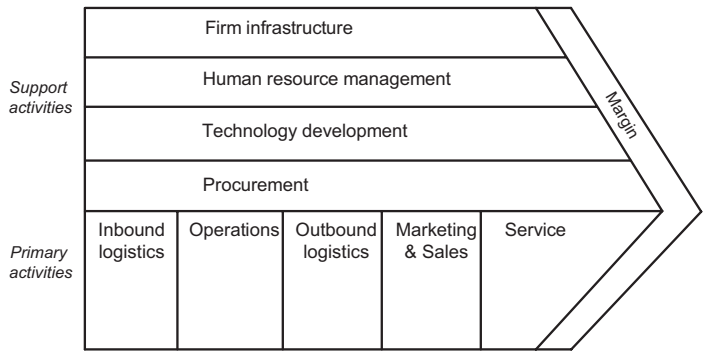 Firm infrastructure
Human resource management
Technology development
Procurement
Support
activities
Margin
Primary
activities
Inbound
logistics
Operations
Outbound
logistics
Marketing
& Sales
Service